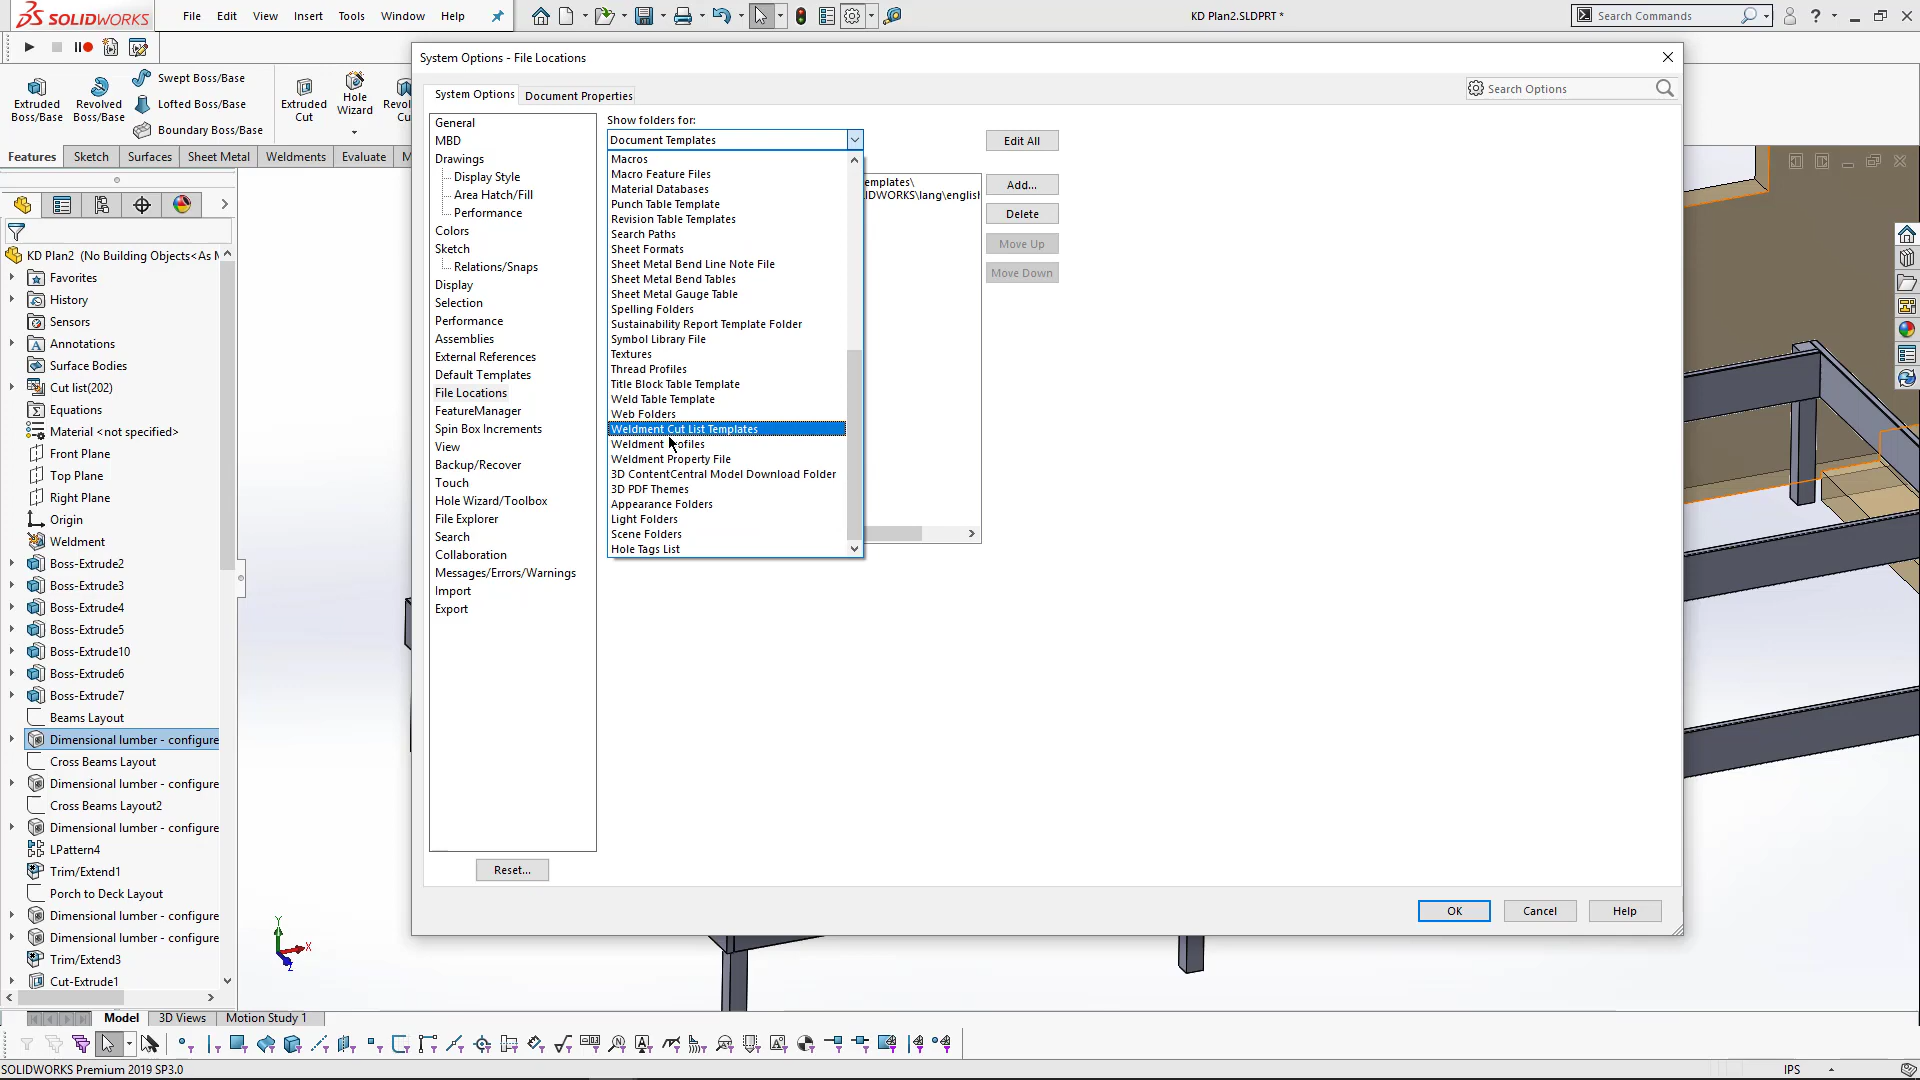 SOLIDWORKS
File
Edit
View
Insert
Tools
Window
Help
KD Plan2.SLDPRT *
Search Commands
Extruded Boss/Base
Revolved Boss/Base
Swept Boss/Base
Lofted Boss/Base
Boundary Boss/Base
Extruded Cut
Hole Wizard
Revol
Features
Sketch
Surfaces
Sheet Metal
Weldments
Evaluate
M
KD Plan2 (No Building Objects<As M
Favorites
History
Sensors
Annotations
Surface Bodies
Cut list(202)
Equations
Material <not specified>
Front Plane
Top Plane
Right Plane
Origin
Weldment
Boss-Extrude2
Boss-Extrude3
Boss-Extrude4
Boss-Extrude5
Boss-Extrude10
Boss-Extrude6
Boss-Extrude7
Beams Layout
Dimensional lumber - configure
Cross Beams Layout
Dimensional lumber - configure
Cross Beams Layout2
Dimensional lumber - configure
LPattern4
Trim/Extend1
Porch to Deck Layout
Dimensional lumber - configure
Dimensional lumber - configure
Trim/Extend3
Cut-Extrude1
System Options - File Locations
System Options
Document Properties
Search Options
General
MBD
Drawings
Display Style
Area Hatch/Fill
Performance
Colors
Sketch
Relations/Snaps
Display
Selection
Performance
Assemblies
External References
Default Templates
File Locations
FeatureManager
Spin Box Increments
View
Backup/Recover
Touch
Hole Wizard/Toolbox
File Explorer
Search
Collaboration
Messages/Errors/Warnings
Import
Export
Reset...
Show folders for:
Document Templates
Macros
Macro Feature Files
Material Databases
Punch Table Template
Revision Table Templates
Search Paths
Sheet Formats
Sheet Metal Bend Line Note File
Sheet Metal Bend Tables
Sheet Metal Gauge Table
Spelling Folders
Sustainability Report Template Folder
Symbol Library File
Textures
Thread Profiles
Title Block Table Template
Weld Table Template
Web Folders
Weldment Cut List Templates
Weldment Profiles
Weldment Property File
3D ContentCentral Model Download Folder
3D PDF Themes
Appearance Folders
Light Folders
Scene Folders
Hole Tags List
emplates\
IDWORKS\lang\english
Edit All
Add...
Delete
Move Up
Move Down
OK
Cancel
Help
Y
X
Z
Model
3D Views
Motion Study 1
SOLIDWORKS Premium 2019 SP3.0
IPS